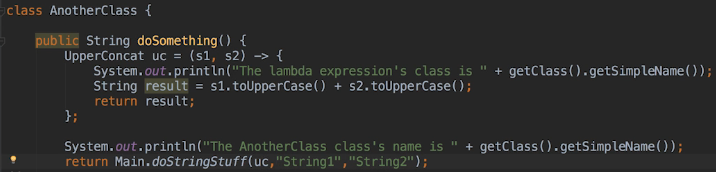 class AnotherClass {
public String doSomething() {
UpperConcat uc = (s1, s2) -> {
System.out.println("The lambda expression's class is " + getClass().getSimpleName());
String result = s1.toUpperCase() + s2.toUpperCase();
return result;
};
System.out.println("The AnotherClass class's name is " + getClass().getSimpleName());
return Main.doStringStuff(uc,"String1","String2");